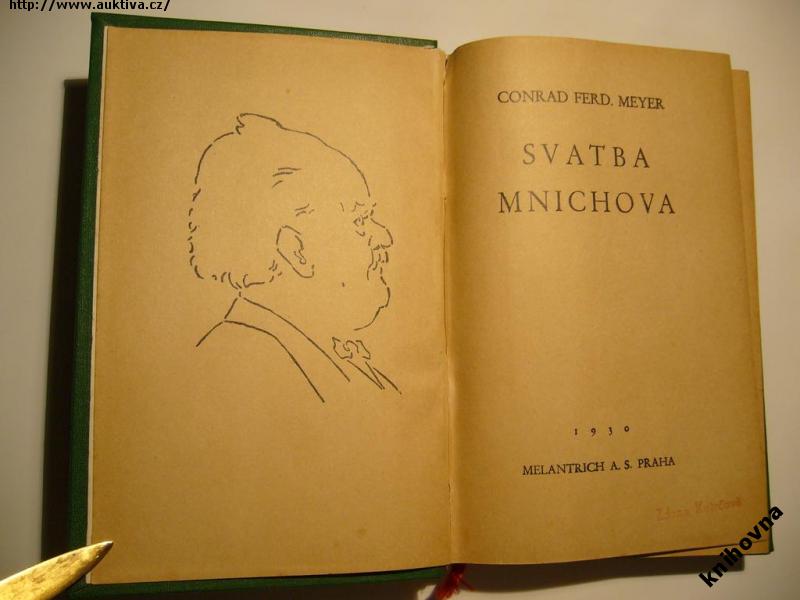 http://www.auktiva.cz/
CONRAD FERD. MEYER
SVATBA
MNICHOVA
1930
MELANTRICH A. S. PRAHA
knihovna